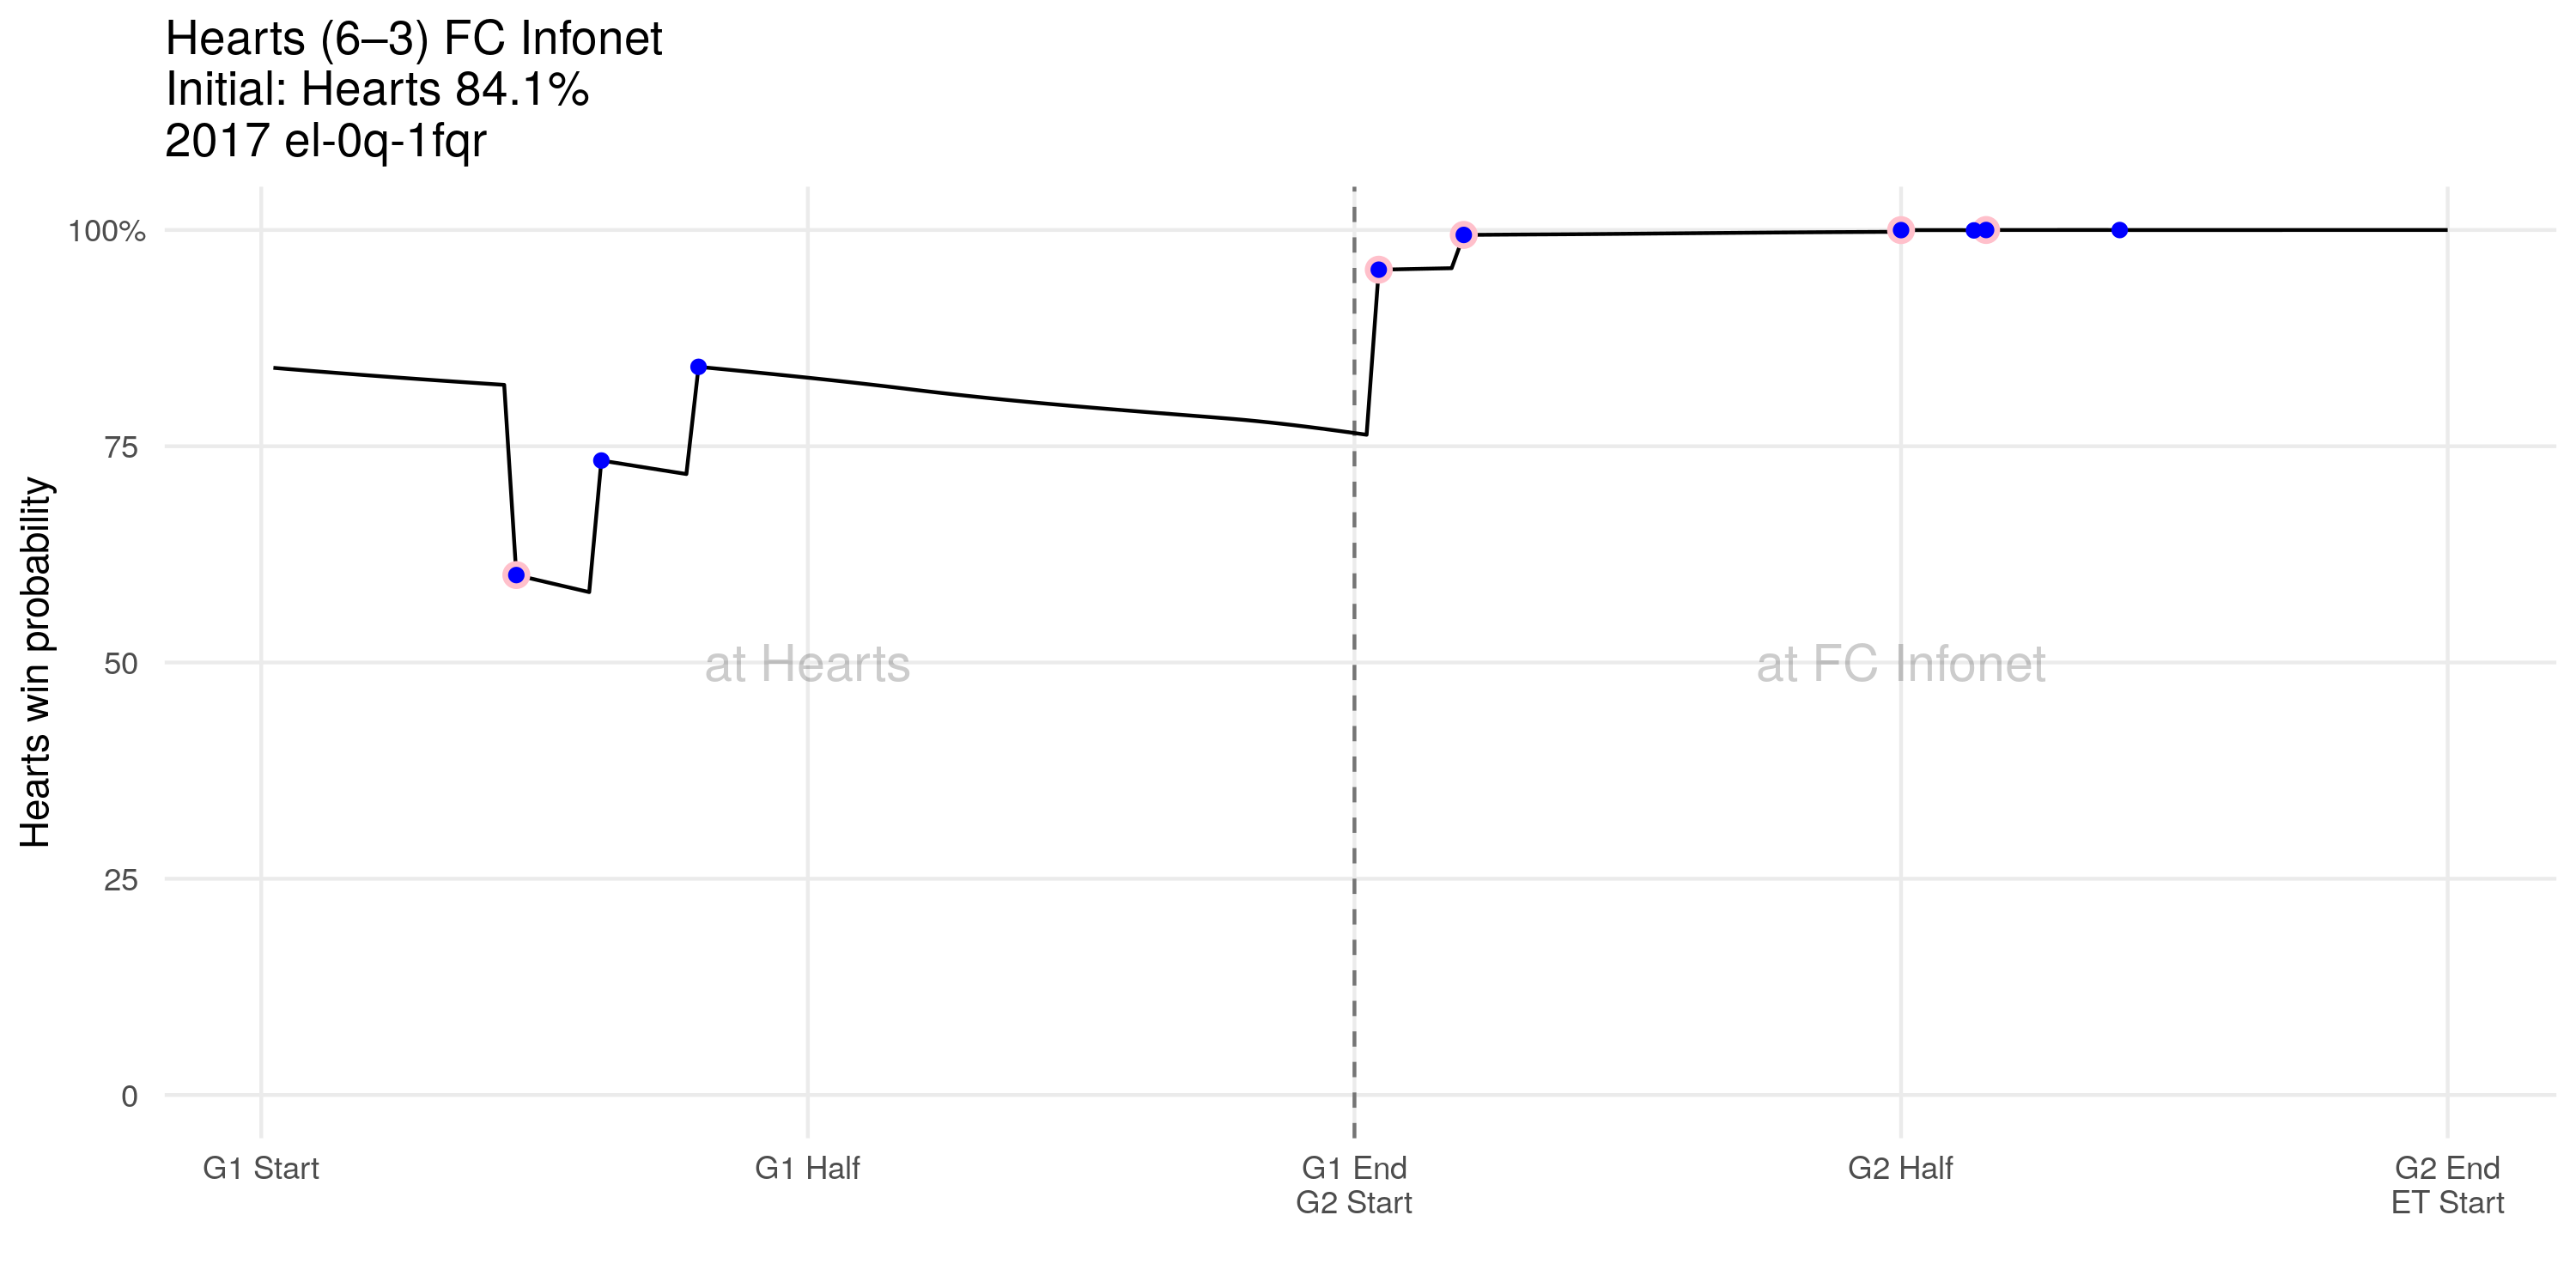 Hearts (6–3) FC Infonet
Initial: Hearts 84.1%
2017 el-0q-1fqr
Hearts win probability
100%
75
50
25
0
at Hearts
at FC Infonet
G1 Start
G1 Half
G1 End
G2 Start
G2 Half
G2 End
ET Start